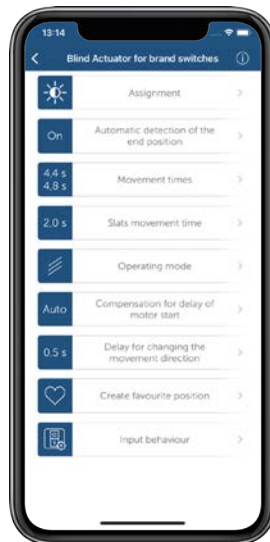 13:14
Blind Actuator for brand switches
Assignment
On
Automatic detection of the
end position
4,4 s
4,8 s
Movement times
2,0 s
Slats movement time
Operating mode
Auto
Compensation for delay of
motor start
0,5 s
Delay for changing the
movement direction
Create favourite position
Input behaviour